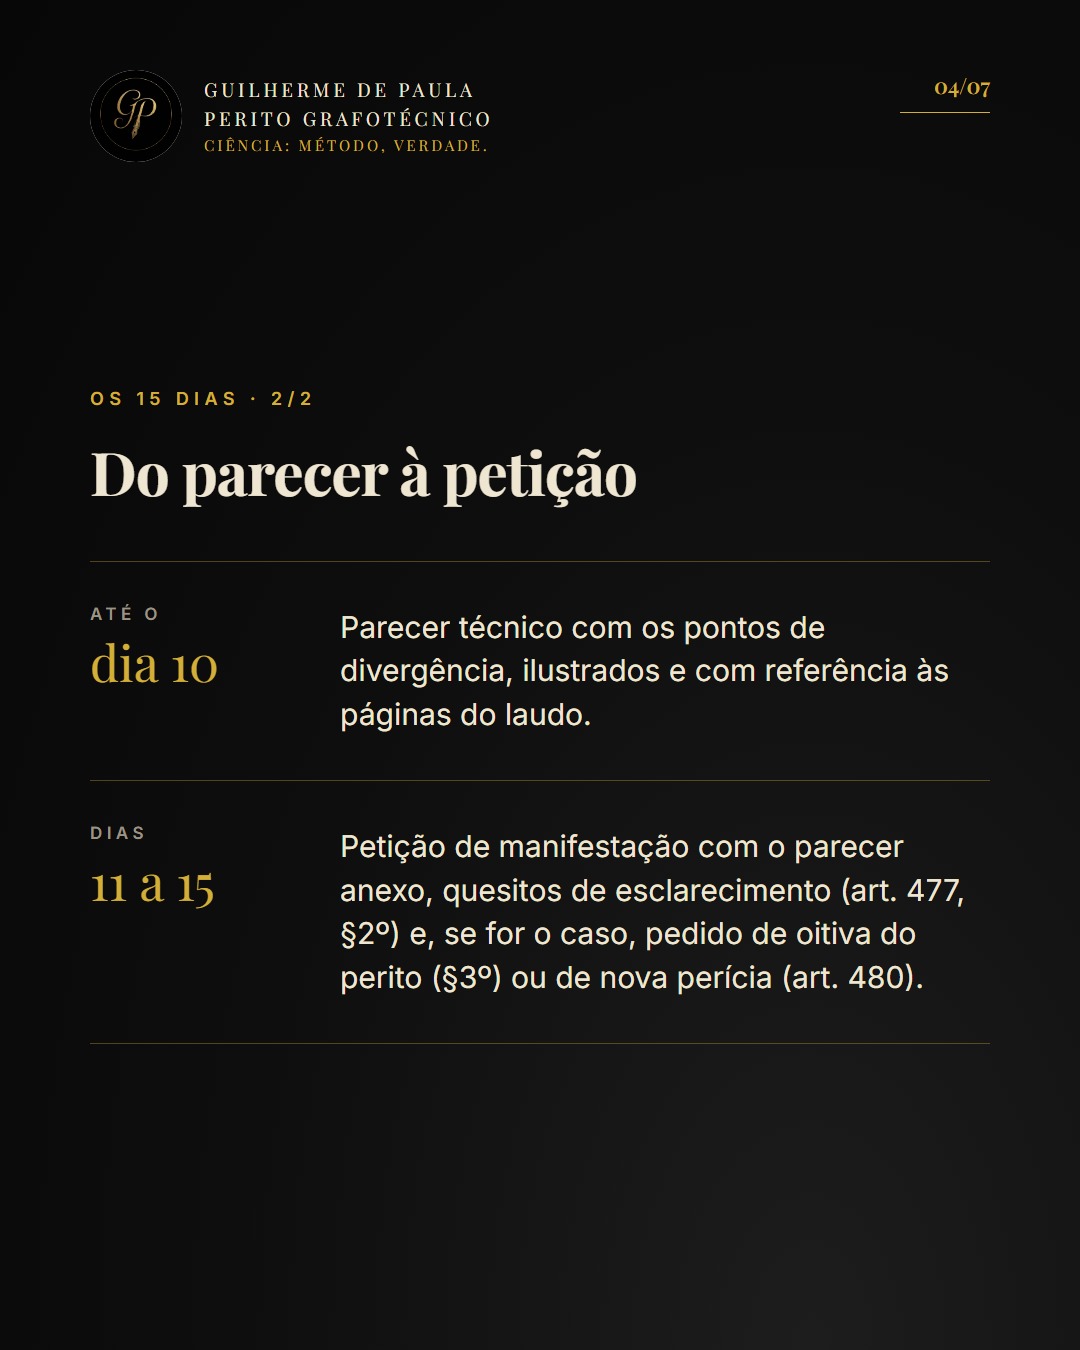 GP
GUILHERME DE PAULA
PERITO GRAFOTÉCNICO
CIÊNCIA: MÉTODO, VERDADE.
04/07
OS 15 DIAS · 2/2
Do parecer à petição
ATÉ O
dia 10
Parecer técnico com os pontos de
divergência, ilustrados e com referência às
páginas do laudo.
DIAS
11 a 15
Petição de manifestação com o parecer
anexo, quesitos de esclarecimento (art. 477,
§2º) e, se for o caso, pedido de oitiva do
perito (§3º) ou de nova perícia (art. 480).